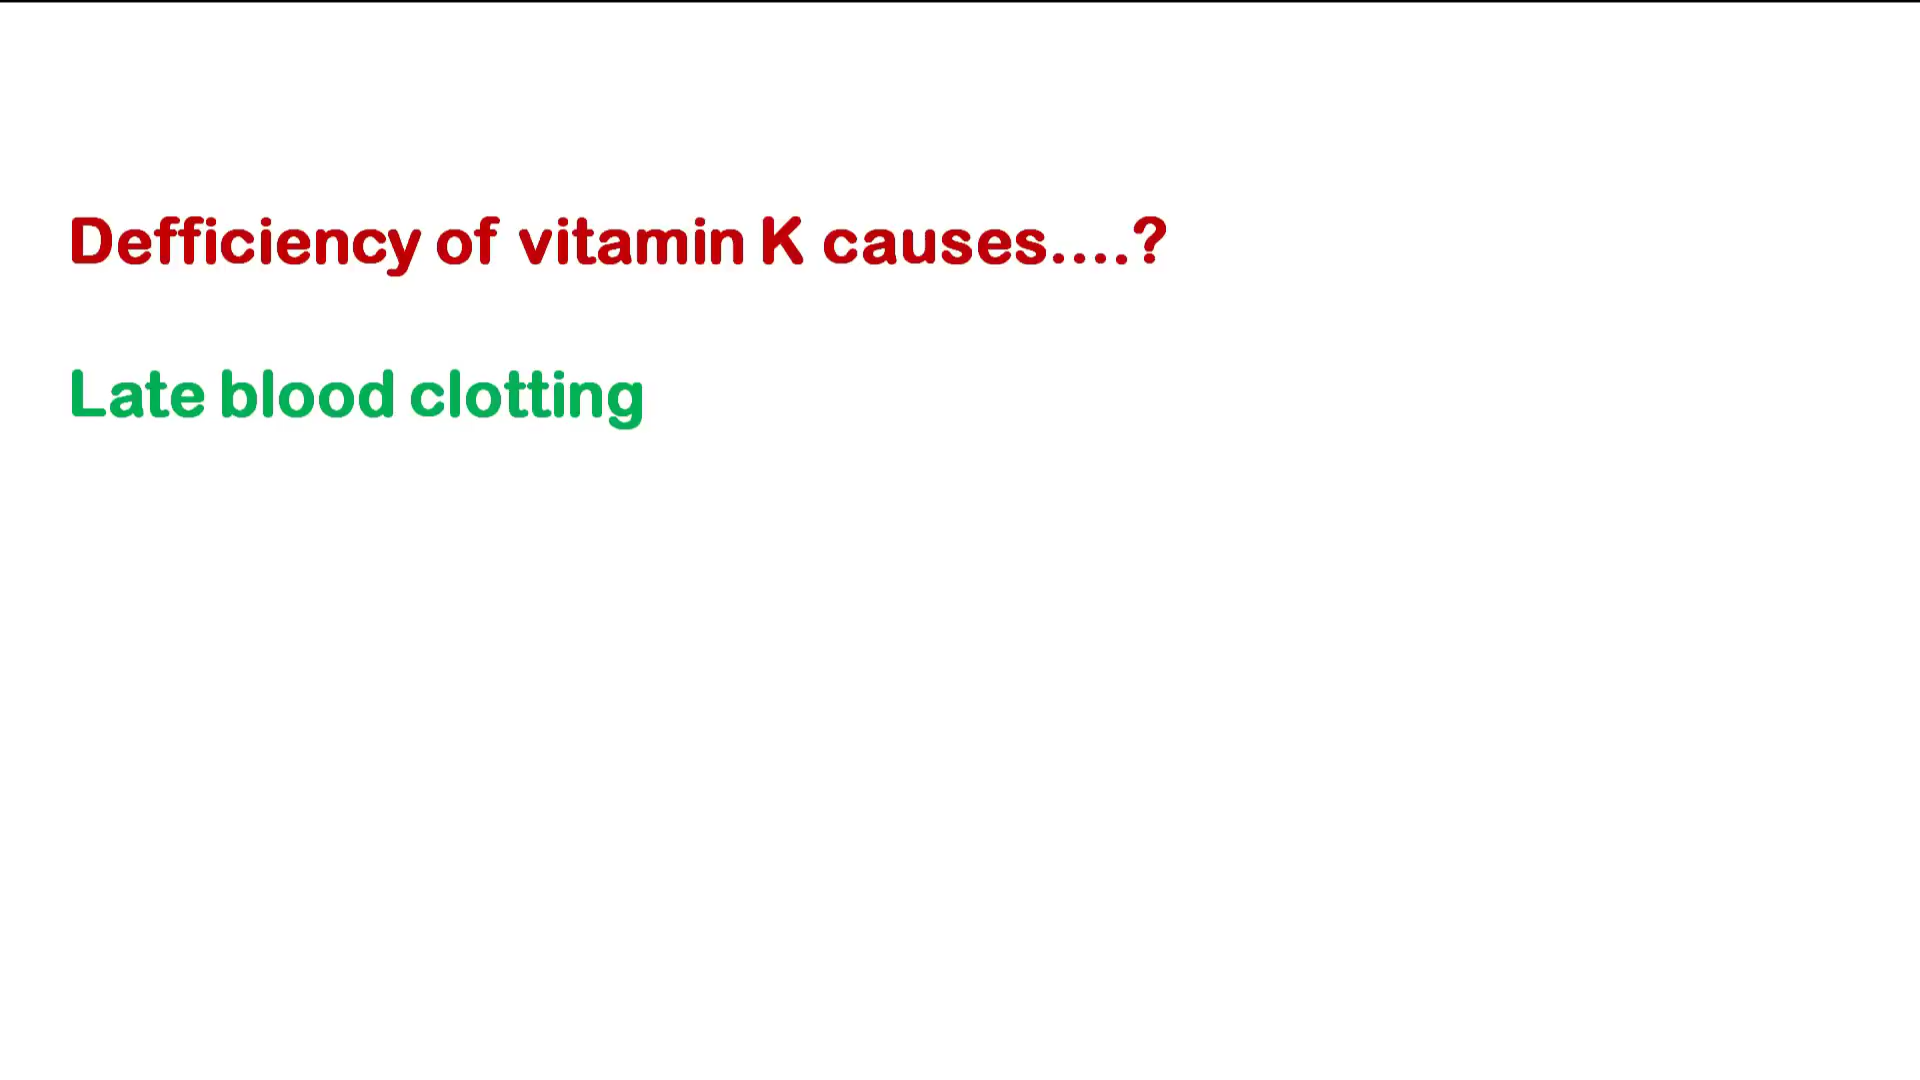 Defficiency of vitamin K causes....?
Late blood clotting